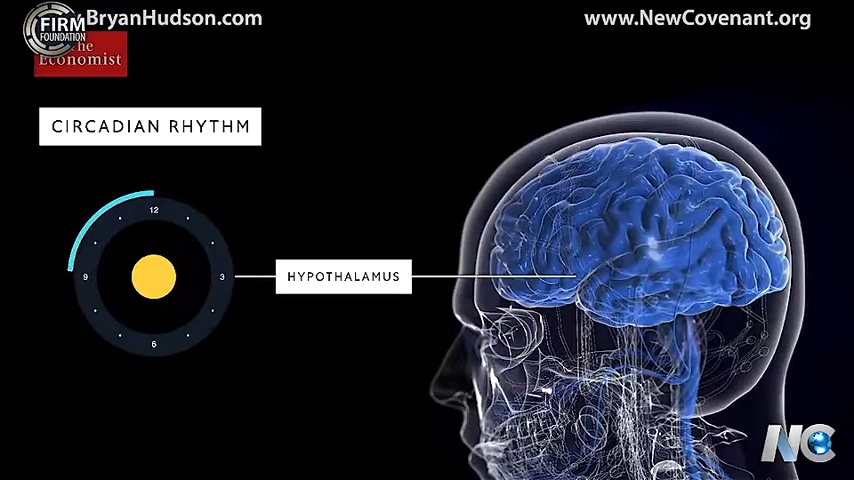 BryanHudson.com
www.NewCovenant.org
FIRM
FOUNDATION
The
Economist
CIRCADIAN RHYTHM
12
9
3
6
HYPOTHALAMUS
NC